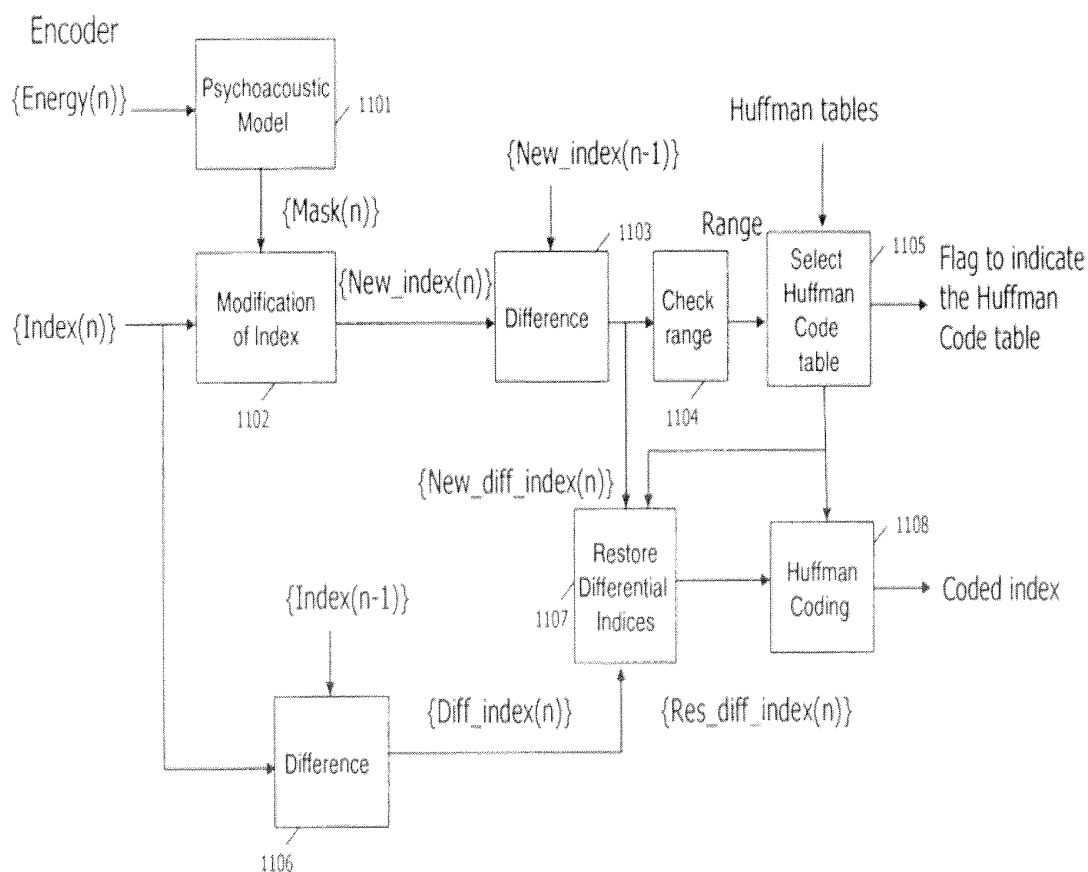 Encoder
{Energy(n)}
Psychoacoustic
Model
1101
{Mask(n)}
{New_index(n-1)}
Huffman tables
{Index(n)}
Modification
of Index
1102
{New_index(n)}
1103
Difference
Range
Check
range
1104
Select
Huffman
Code
table
1105
Flag to indicate
the Huffman
Code table
{New_diff_index(n)}
Restore
Differential
Indices
1107
1108
Huffman
Coding
Coded index
{Index(n-1)}
{Diff_index(n)}
{Res_diff_index(n)}
Difference
1106